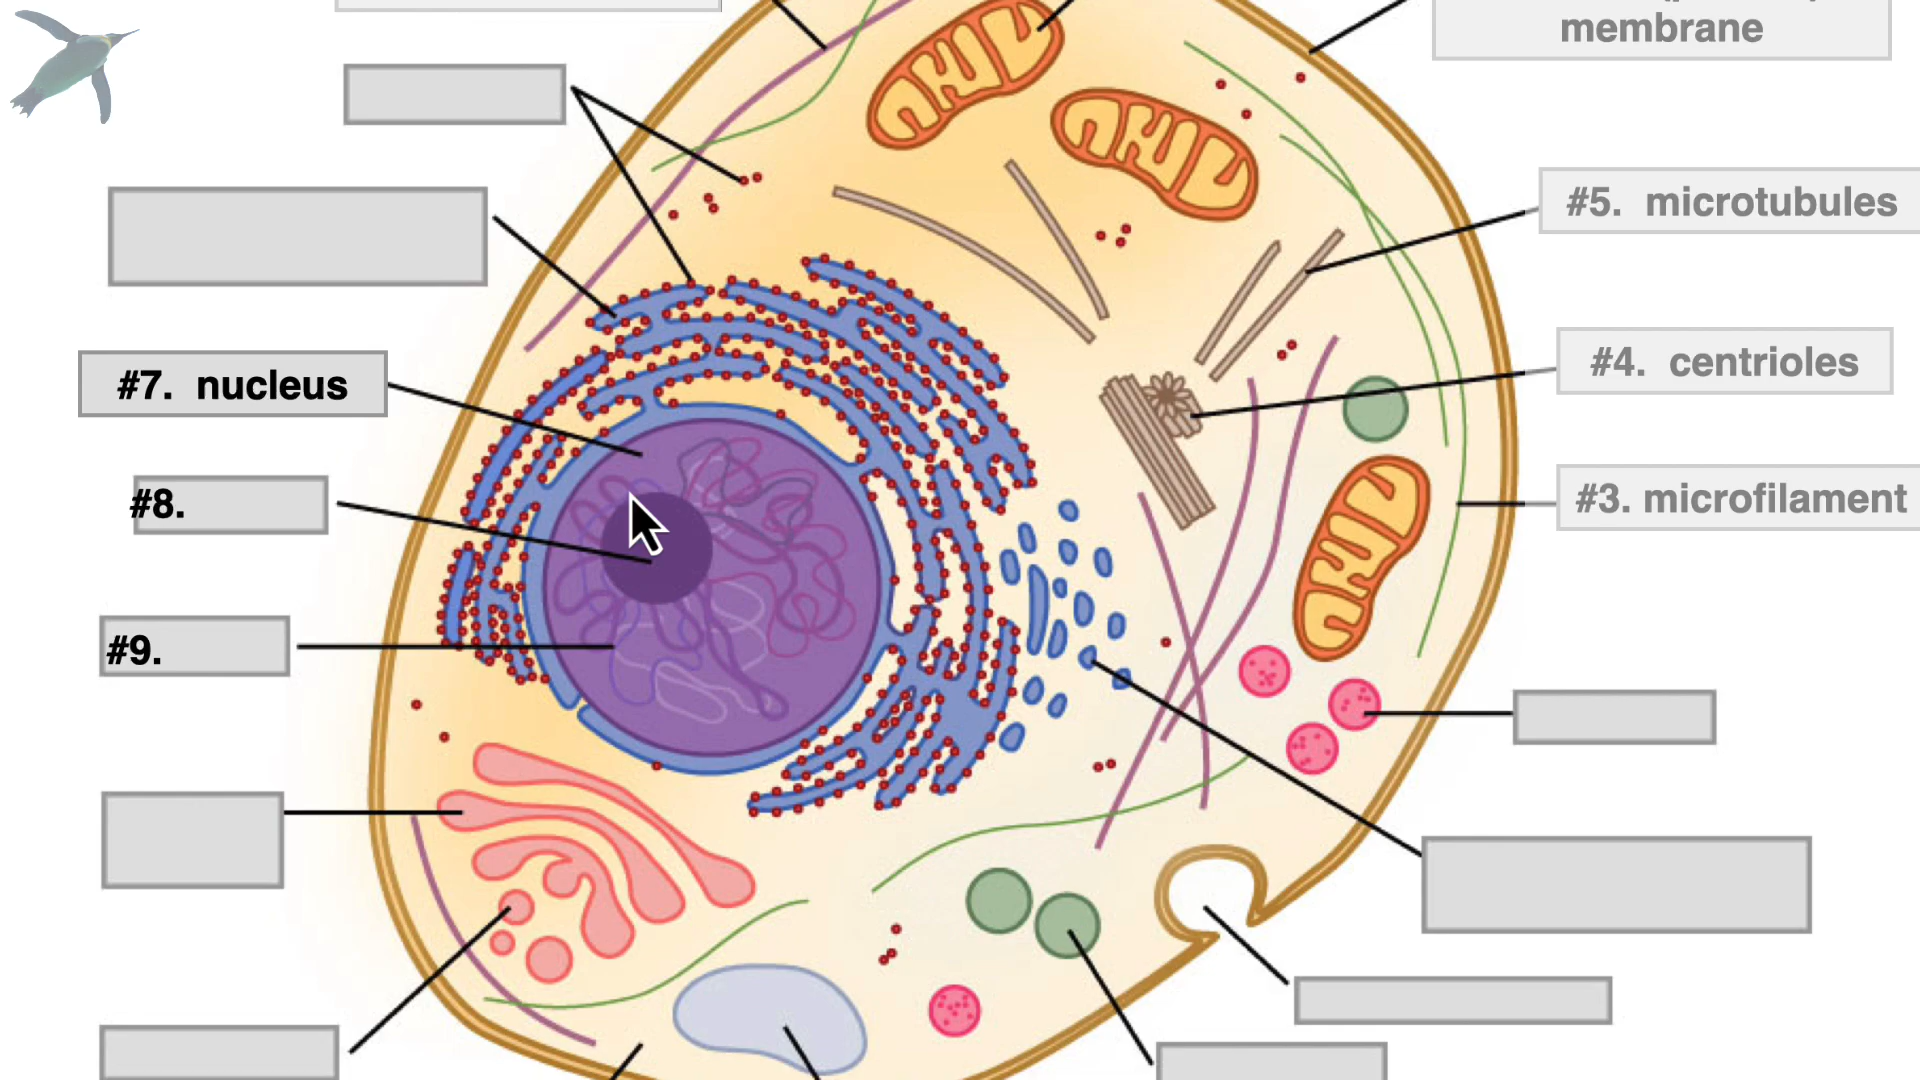 membrane
#5. microtubules
#4. centrioles
#7. nucleus
#3. microfilament
#8.
#9.